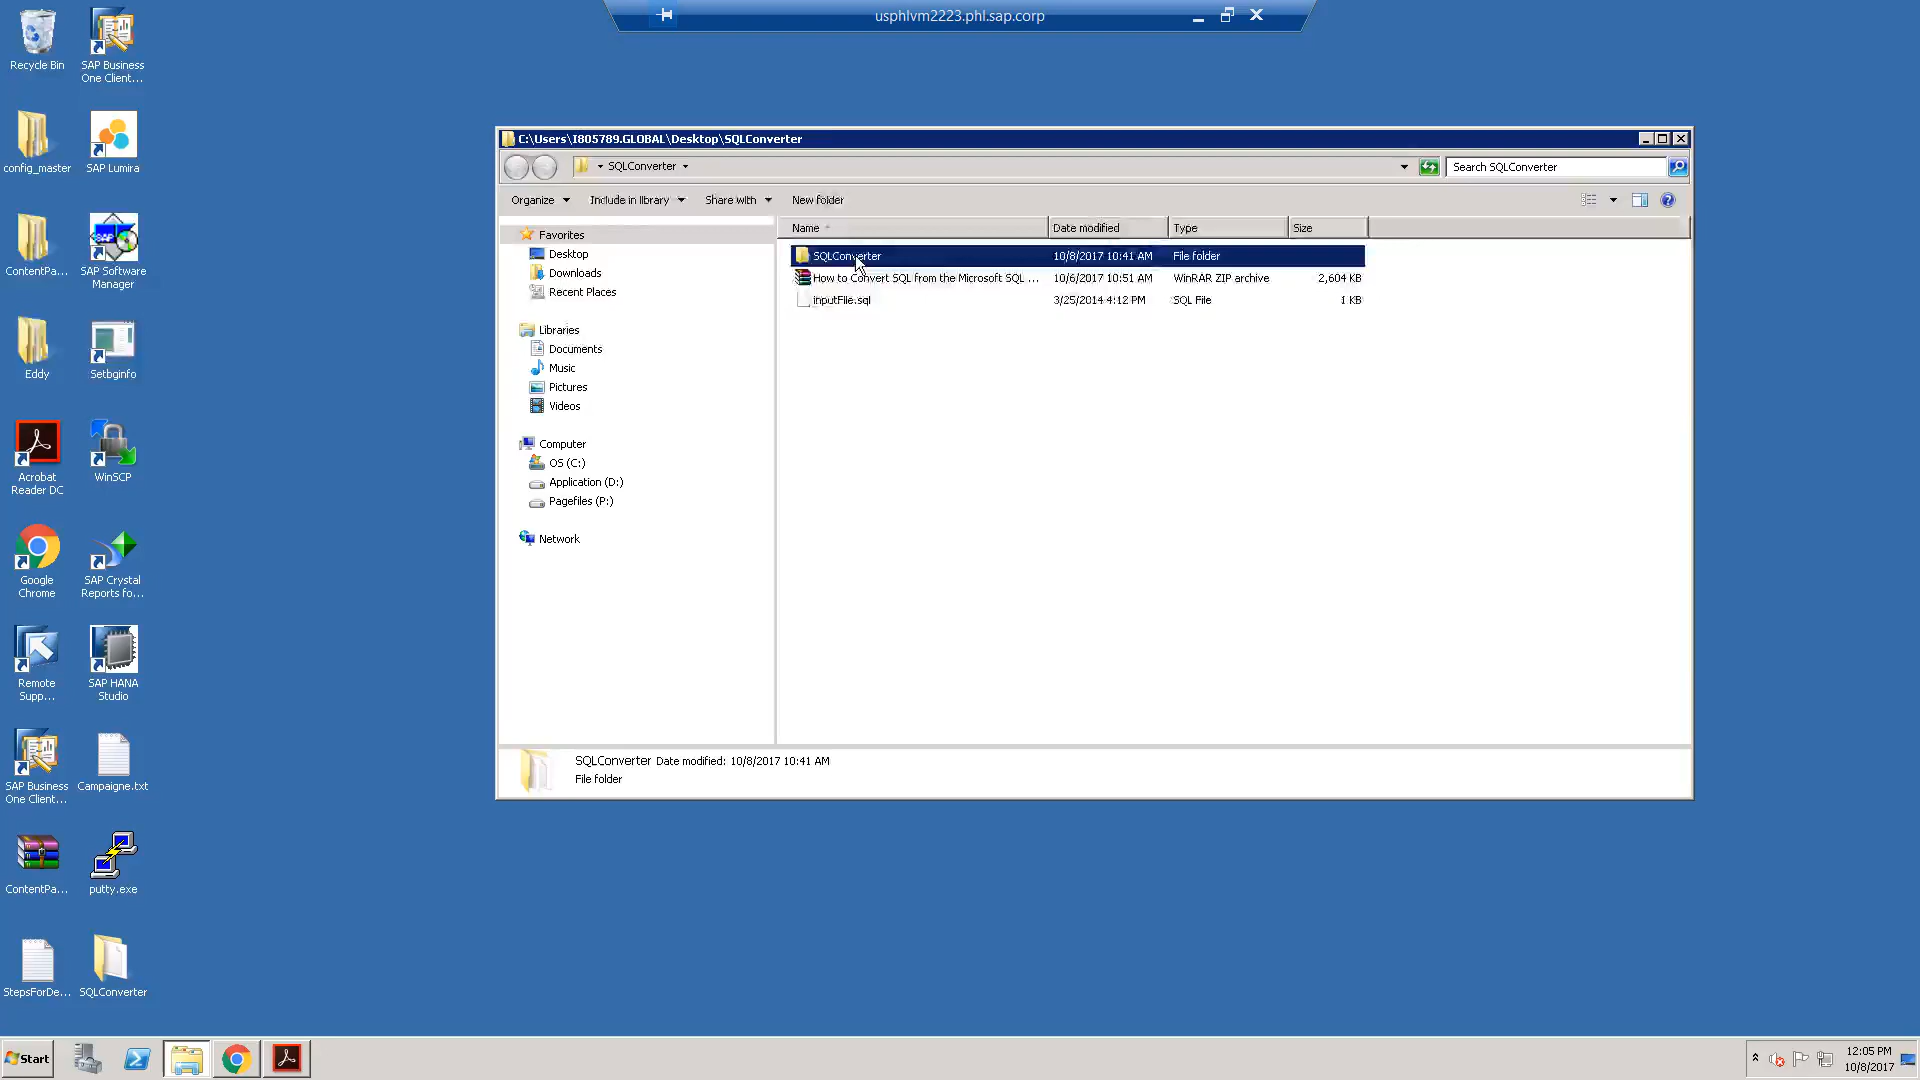 usphlvm2223.phl.sap.corp
Recycle Bin
SAP Business
One Client...
config_master
SAP Lumira
ContentPa...
SAP Software
Manager
Eddy
Setbginfo
Acrobat
Reader DC
WinSCP
Google
Chrome
SAP Crystal
Reports fo...
Remote
Supp...
SAP HANA
Studio
SAP Business
One Client...
Campaigne.txt
ContentPa...
putty.exe
StepsForDe...
SQLConverter
C:\Users\I805789.GLOBAL\Desktop\SQLConverter
SQLConverter
Search SQLConverter
Organize Include in library Share with New folder
Name Date modified Type Size
SQLConverter 10/8/2017 10:41 AM File folder
How to Convert SQL from the Microsoft SQL ... 10/6/2017 10:51 AM WinRAR ZIP archive 2,604 KB
inputFile.sql 3/25/2014 4:12 PM SQL File 1 KB
Favorites
Desktop
Downloads
Recent Places
Libraries
Documents
Music
Pictures
Videos
Computer
OS (C:)
Application (D:)
Pagefiles (P:)
Network
SQLConverter Date modified: 10/8/2017 10:41 AM
File folder
Start
12:05 PM
10/8/2017